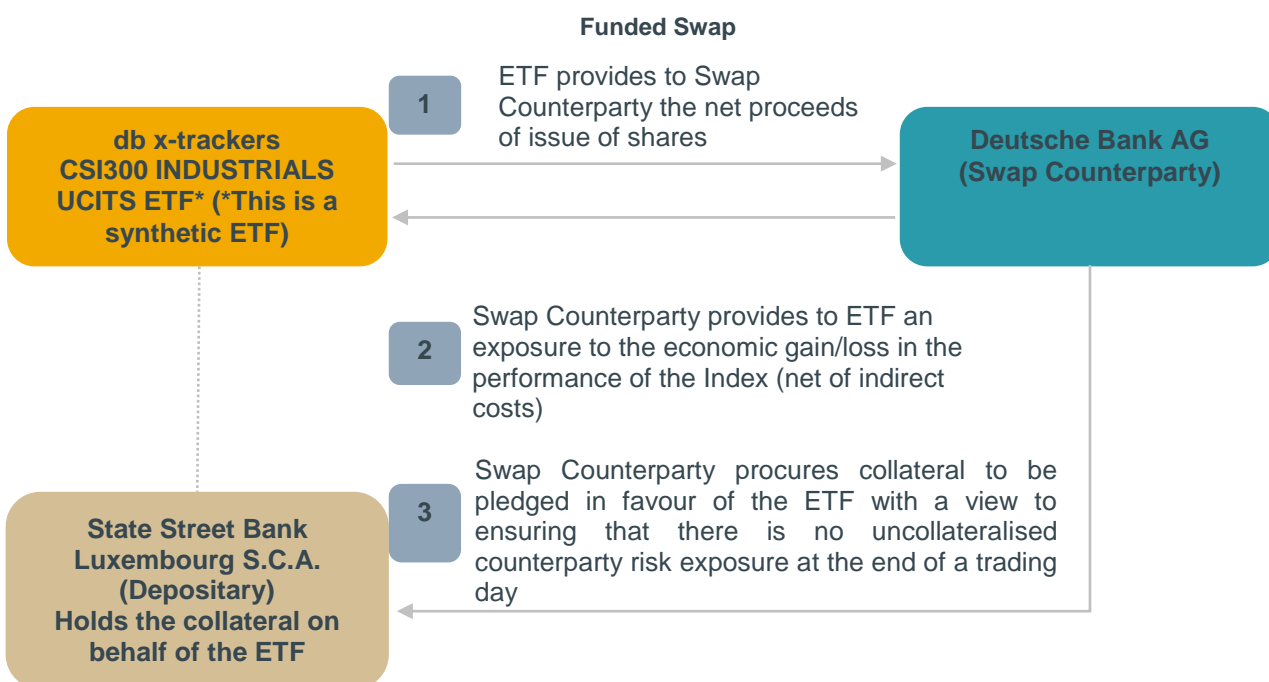 Funded Swap
1
ETF provides to Swap
Counterparty the net proceeds
of issue of shares
db x-trackers
CSI300 INDUSTRIALS
UCITS ETF* (*This is a
synthetic ETF)
Deutsche Bank AG
(Swap Counterparty)
2
Swap Counterparty provides to ETF an
exposure to the economic gain/loss in the
performance of the Index (net of indirect
costs)
3
Swap Counterparty procures collateral to be
pledged in favour of the ETF with a view to
ensuring that there is no uncollateralised
counterparty risk exposure at the end of a trading
day
State Street Bank
Luxembourg S.C.A.
(Depositary)
Holds the collateral on
behalf of the ETF